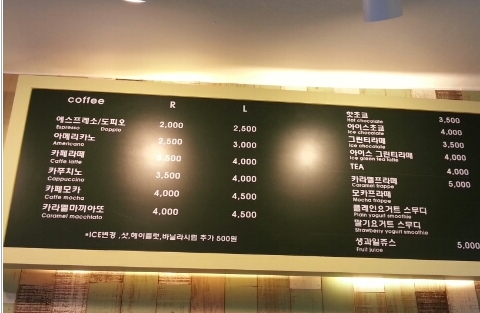 coffee R L
에스프레소/도피오 2,000 2,500
Espresso Doppio
아메리카노 2,500 3,000
Americano
카페라떼 3,500 4,000
Caffe latte
카푸치노 3,500 4,000
Cappuccino
카페모카 4,000 4,500
Caffe mocha
카라멜마끼아또 4,000 4,500
Caramel macchiato
*ICE변경 ,샷,헤이즐럿,바닐라시럽 추가 500원
핫초코 3,500
Hot chocolate
아이스초코 4,000
Ice chocolate
그린티라떼 3,500
Ice chocolate
아이스 그린티라떼 4,000
Ice green tea latte
TEA 4,000
카라멜프라페 5,000
Caramel frappe
모카프라페
Mocha frappe
플레인요거트 스무디
Plain yogurt smoothie
딸기요거트 스무디
Strawberry yogurt smoothie
생과일쥬스 5,000
Fruit juice